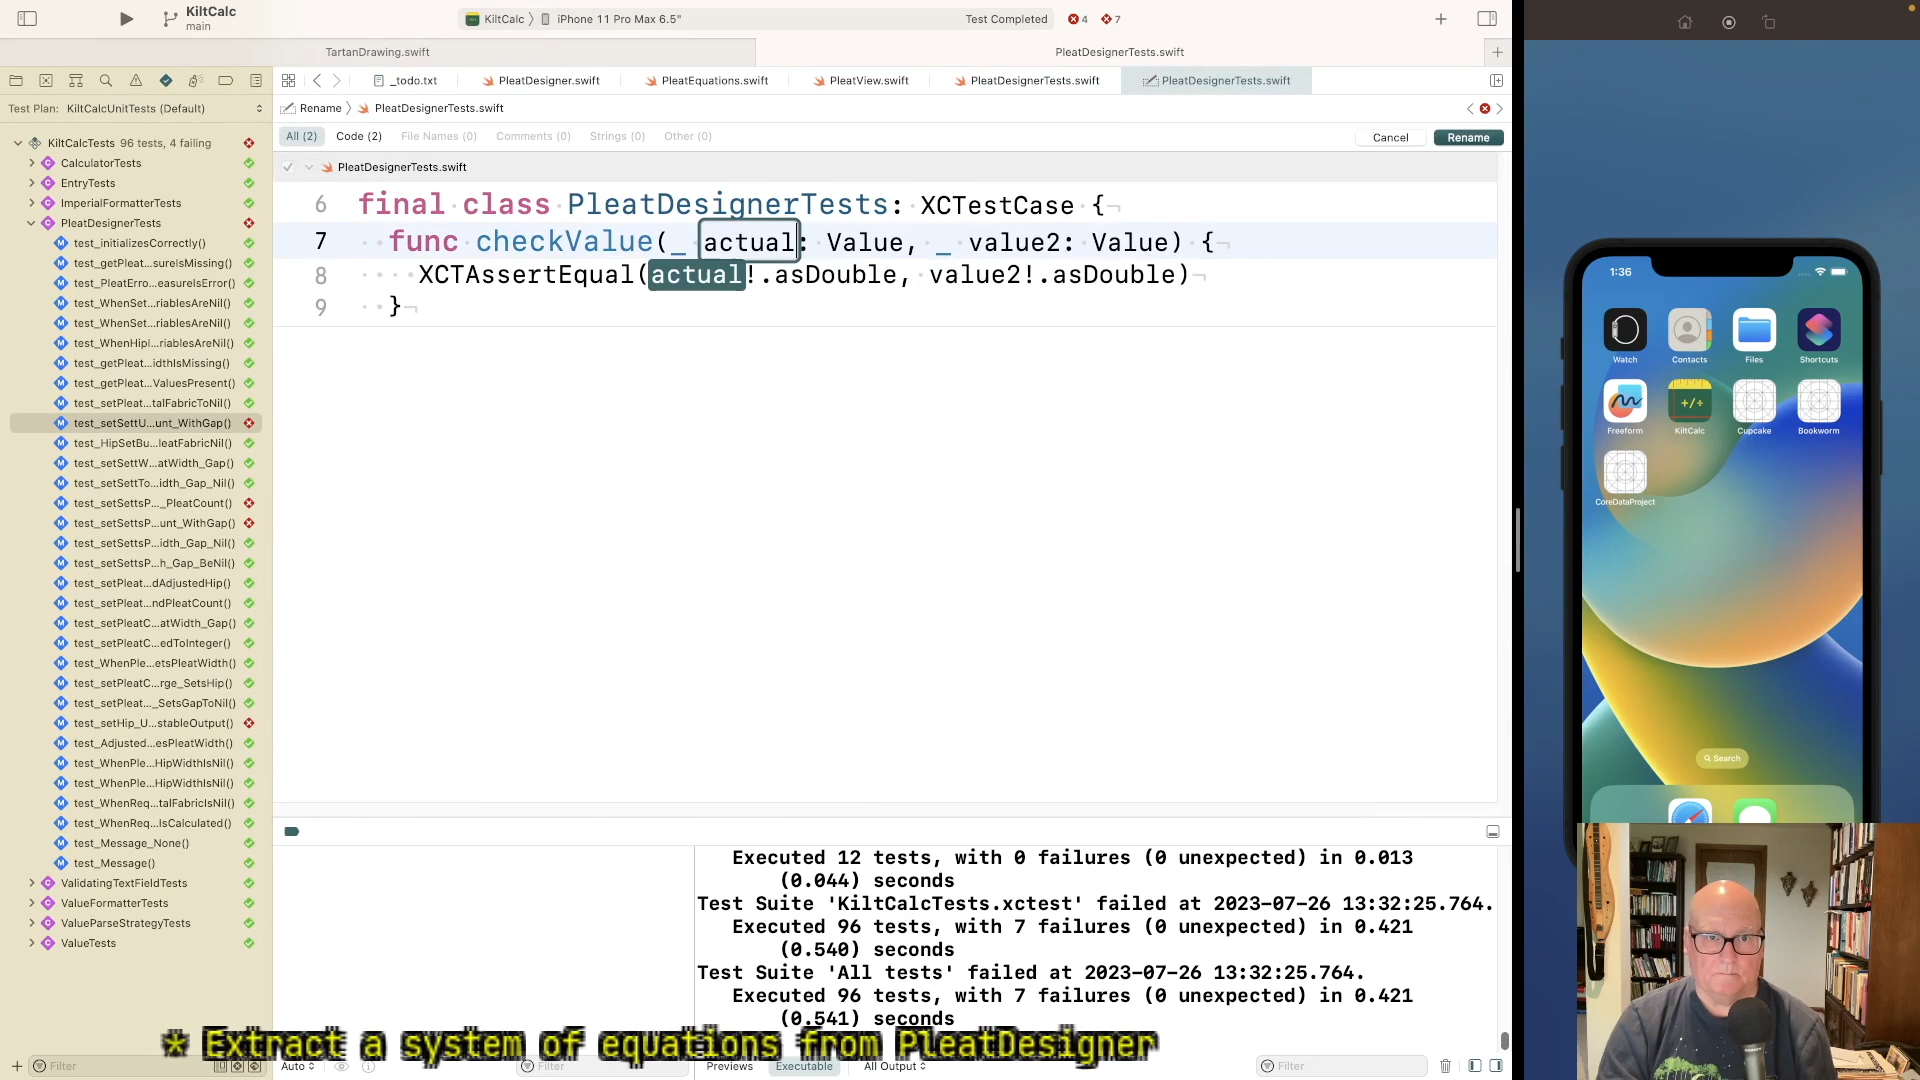 KiltCalc
main
KiltCalc
iPhone 11 Pro Max 6.5"
Test Completed
4
7
TartanDrawing.swift
PleatDesignerTests.swift
_todo.txt
PleatDesigner.swift
PleatEquations.swift
PleatView.swift
PleatDesignerTests.swift
PleatDesignerTests.swift
Test Plan: KiltCalcUnitTests (Default)
Rename
PleatDesignerTests.swift
All (2)
Code (2)
File Names (0)
Comments (0)
Strings (0)
Other (0)
Cancel
Rename
PleatDesignerTests.swift
6 final class PleatDesignerTests: XCTestCase {
7 func checkValue(_ actual: Value, _ value2: Value) {
8 XCTAssertEqual(actual!.asDouble, value2!.asDouble)
9 }
KiltCalcTests 96 tests, 4 failing
CalculatorTests
EntryTests
ImperialFormatterTests
PleatDesignerTests
test_initializesCorrectly()
test_getPleat...sureIsMissing()
test_PleatErro...easureIsError()
test_WhenSet...riablesAreNil()
test_WhenSet...riablesAreNil()
test_WhenHipI...riablesAreNil()
test_getPleat...idthIsMissing()
test_getPleat...ValuesPresent()
test_setPleat...talFabricToNil()
test_setSettU...unt_WithGap()
test_HipSetBu...leatFabricNil()
test_setSettW...atWidth_Gap()
test_setSettTo...idth_Gap_Nil()
test_setSettsP..._PleatCount()
test_setSettsP...unt_WithGap()
test_setSettsP...idth_Gap_Nil()
test_setSettsP...h_Gap_BeNil()
test_setPleat...dAdjustedHip()
test_setPleat...ndPleatCount()
test_setPleatC...atWidth_Gap()
test_setPleatC...edToInteger()
test_WhenPle...etsPleatWidth()
test_setPleatC...rge_SetsHip()
test_setPleat..._SetsGapToNil()
test_setHip_U...stableOutput()
test_Adjusted...esPleatWidth()
test_WhenPle...HipWidthIsNil()
test_WhenPle...HipWidthIsNil()
test_WhenReq...talFabricIsNil()
test_WhenReq...IsCalculated()
test_Message_None()
test_Message()
ValidatingTextFieldTests
ValueFormatterTests
ValueParseStrategyTests
ValueTests
Executed 12 tests, with 0 failures (0 unexpected) in 0.013
(0.044) seconds
Test Suite 'KiltCalcTests.xctest' failed at 2023-07-26 13:32:25.764.
Executed 96 tests, with 7 failures (0 unexpected) in 0.421
(0.540) seconds
Test Suite 'All tests' failed at 2023-07-26 13:32:25.764.
Executed 96 tests, with 7 failures (0 unexpected) in 0.421
(0.541) seconds
* Extract a system of equations from PleatDesigner
Filter
Auto
Filter
Previews
Executable
All Output
Filter
1:36
Watch
Contacts
Files
Shortcuts
Freeform
KiltCalc
Cupcake
Bookworm
CoreDataProject
Search